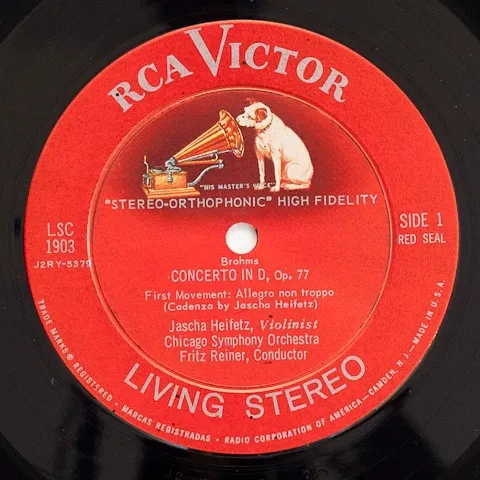 RCA VICTOR
"HIS MASTER'S VOICE"
"STEREO-ORTHOPHONIC" HIGH FIDELITY
LSC
1903
J2RY-5379
SIDE 1
RED SEAL
Brahms
CONCERTO IN D, Op. 77
First Movement: Allegro non troppo
(Cadenza by Jascha Heifetz)
Jascha Heifetz, Violinist
Chicago Symphony Orchestra
Fritz Reiner, Conductor
LIVING STEREO
TRADE MARKS ® REGISTERED - MARCAS REGISTRADAS - RADIO CORPORATION OF AMERICA—CAMDEN, N.J.—MADE IN U.S.A.